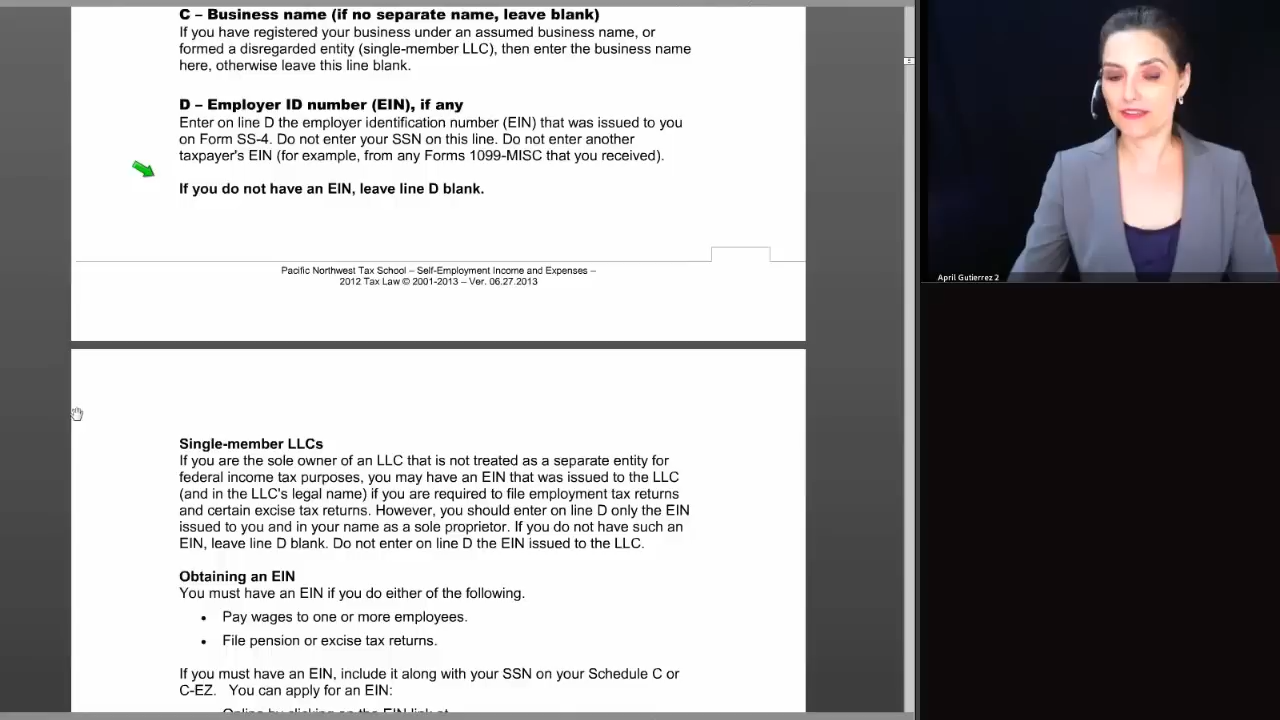 C – Business name (if no separate name, leave blank)
If you have registered your business under an assumed business name, or
formed a disregarded entity (single-member LLC), then enter the business name
here, otherwise leave this line blank.
D – Employer ID number (EIN), if any
Enter on line D the employer identification number (EIN) that was issued to you
on Form SS-4. Do not enter your SSN on this line. Do not enter another
taxpayer's EIN (for example, from any Forms 1099-MISC that you received).
If you do not have an EIN, leave line D blank.
Pacific Northwest Tax School – Self-Employment Income and Expenses –
2012 Tax Law © 2001-2013 – Ver. 06.27.2013
April Gutierrez 2
Single-member LLCs
If you are the sole owner of an LLC that is not treated as a separate entity for
federal income tax purposes, you may have an EIN that was issued to the LLC
(and in the LLC's legal name) if you are required to file employment tax returns
and certain excise tax returns. However, you should enter on line D only the EIN
issued to you and in your name as a sole proprietor. If you do not have such an
EIN, leave line D blank. Do not enter on line D the EIN issued to the LLC.
Obtaining an EIN
You must have an EIN if you do either of the following.
• Pay wages to one or more employees.
• File pension or excise tax returns.
If you must have an EIN, include it along with your SSN on your Schedule C or
C-EZ. You can apply for an EIN:
Online by clicking on the EIN link at